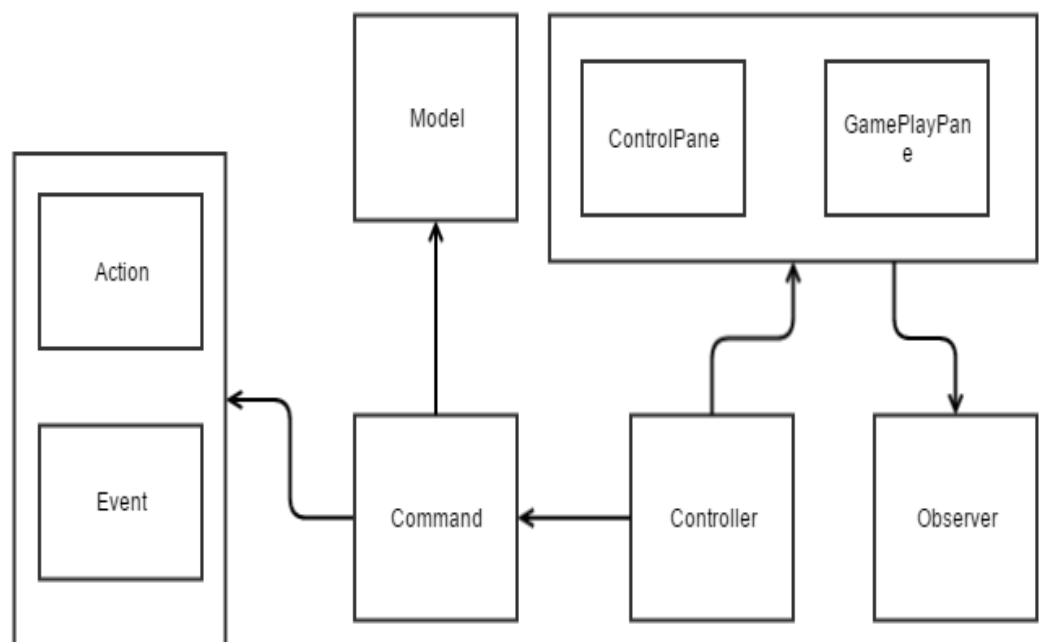 Model
ControlPane
GamePlayPan
e
Action
Event
Command
Controller
Observer